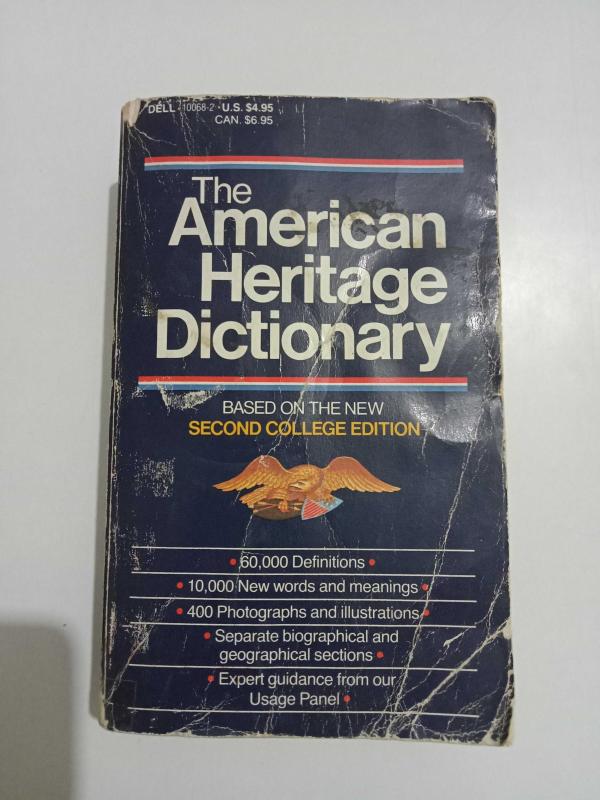 DELL · 10068-2 · U.S. $4.95
CAN. $6.95
The
American
Heritage
Dictionary
BASED ON THE NEW
SECOND COLLEGE EDITION
• 60,000 Definitions •
• 10,000 New words and meanings •
• 400 Photographs and illustrations •
• Separate biographical and
geographical sections •
• Expert guidance from our
Usage Panel •